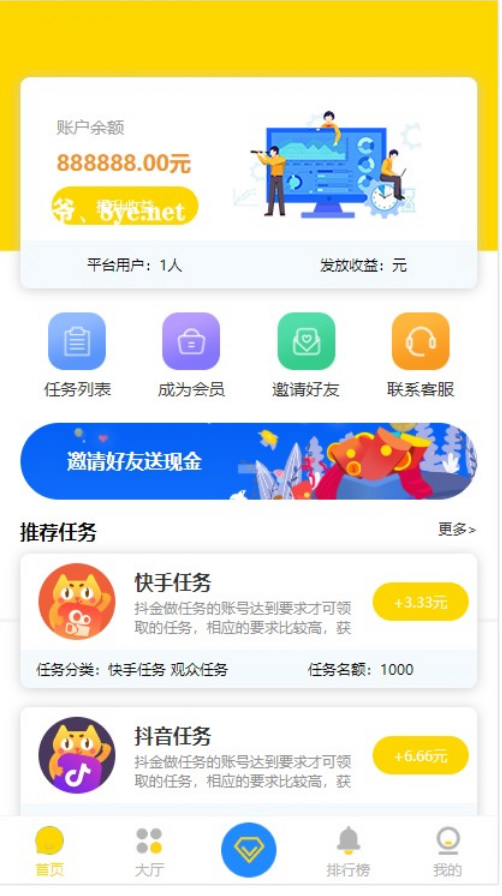 账户余额
888888.00元
爷、8ye.net
平台用户：1人
发放收益：元
任务列表
成为会员
邀请好友
联系客服
邀请好友送现金
推荐任务
更多>
快手任务
抖金做任务的账号达到要求才可领
取的任务，相应的要求比较高，获
+3.33元
任务分类：快手任务 观众任务
任务名额：1000
抖音任务
抖金做任务的账号达到要求才可领
取的任务，相应的要求比较高，获
+6.66元
首页
大厅
排行榜
我的